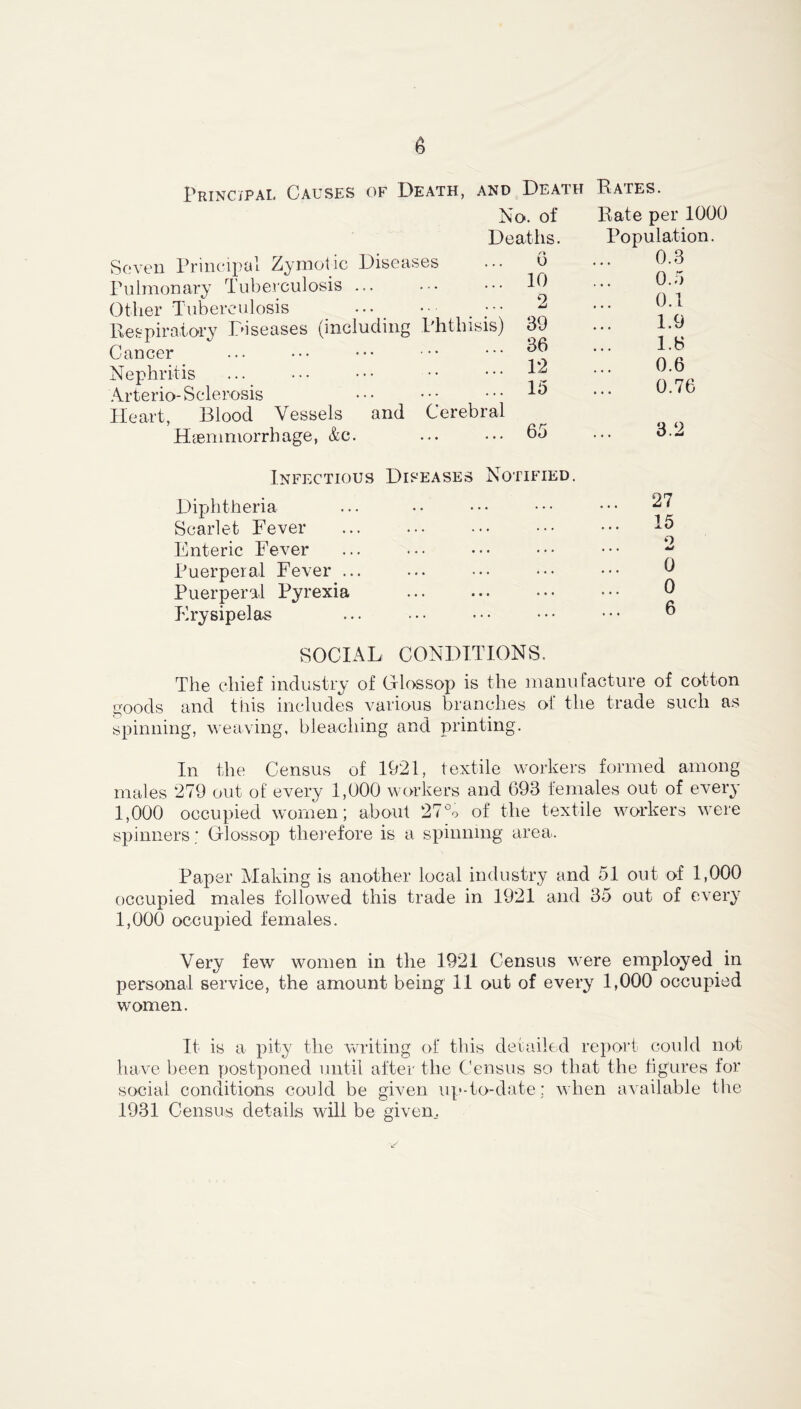 6
Principal Causes of Death, and Death Rates.
No. of Rate per 1000
Deaths. Population.
Seven Principal Zymotic Diseases ... 6 ... 0.3
Pulmonary Tuberculosis ... ... ... 10 ... 0.5
Other Tuberculosis ... ... ... 2 ... 0.1
Respiratory Diseases (including Phthisis) 39 ... 1.9
Cancer ... ... ... ... ... 36 ... 1.8
Nephritis ... ... ... .. ... 12 ... 0.6
Arterio-Sclerosis ... ... ... 15 ... 0.76
Heart, Blood Vessels and Cerebral
Hæmmorrhage, &c. ... ... 65 ... 3.2
Infectious Diseases Notified.
Diphtheria ... .. ... ... ... 27
Scarlet Fever ... ... ... ... ... 15
Enteric Fever ... ... ... ... ... 2
Puerperal Fever ... ... ... ... ... 0
Puerperal Pyrexia ... ... ... ... 0
Erysipelas ... ... ... ... ... 6
SOCIAL CONDITIONS.
The chief industry of Glossop is the manufacture of cotton
goods and this includes various branches of the trade such as
spinning, weaving, bleaching and printing.
In the Census of 1921, textile workers formed among
males 279 out of every 1,000 workers and 693 females out of every
1,000 occupied women; about 27% of the textile workers were
spinners; Glossop therefore is a spinning area.
Paper Making is another local industry and 51 out of 1,000
occupied males followed this trade in 1921 and 35 out of every
1,000 occupied females.
Very few women in the 1921 Census were employed in
personal service, the amount being 11 out of every 1,000 occupied
women.
It is a pity the writing of this detailed report could not
have been postponed until after the Census so that the figures for
social conditions could be given up-to-date; when available the
1931 Census details will be given.